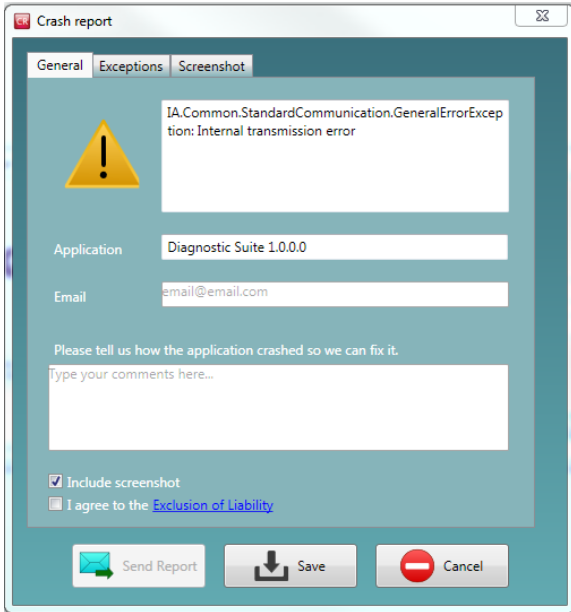 CR Crash report
General Exceptions Screenshot
IA.Common.StandardCommunication.GeneralErrorExcep
tion: Internal transmission error
Application Diagnostic Suite 1.0.0.0
Email email@email.com
Please tell us how the application crashed so we can fix it.
Type your comments here...
Include screenshot
I agree to the Exclusion of Liability
Send Report Save Cancel